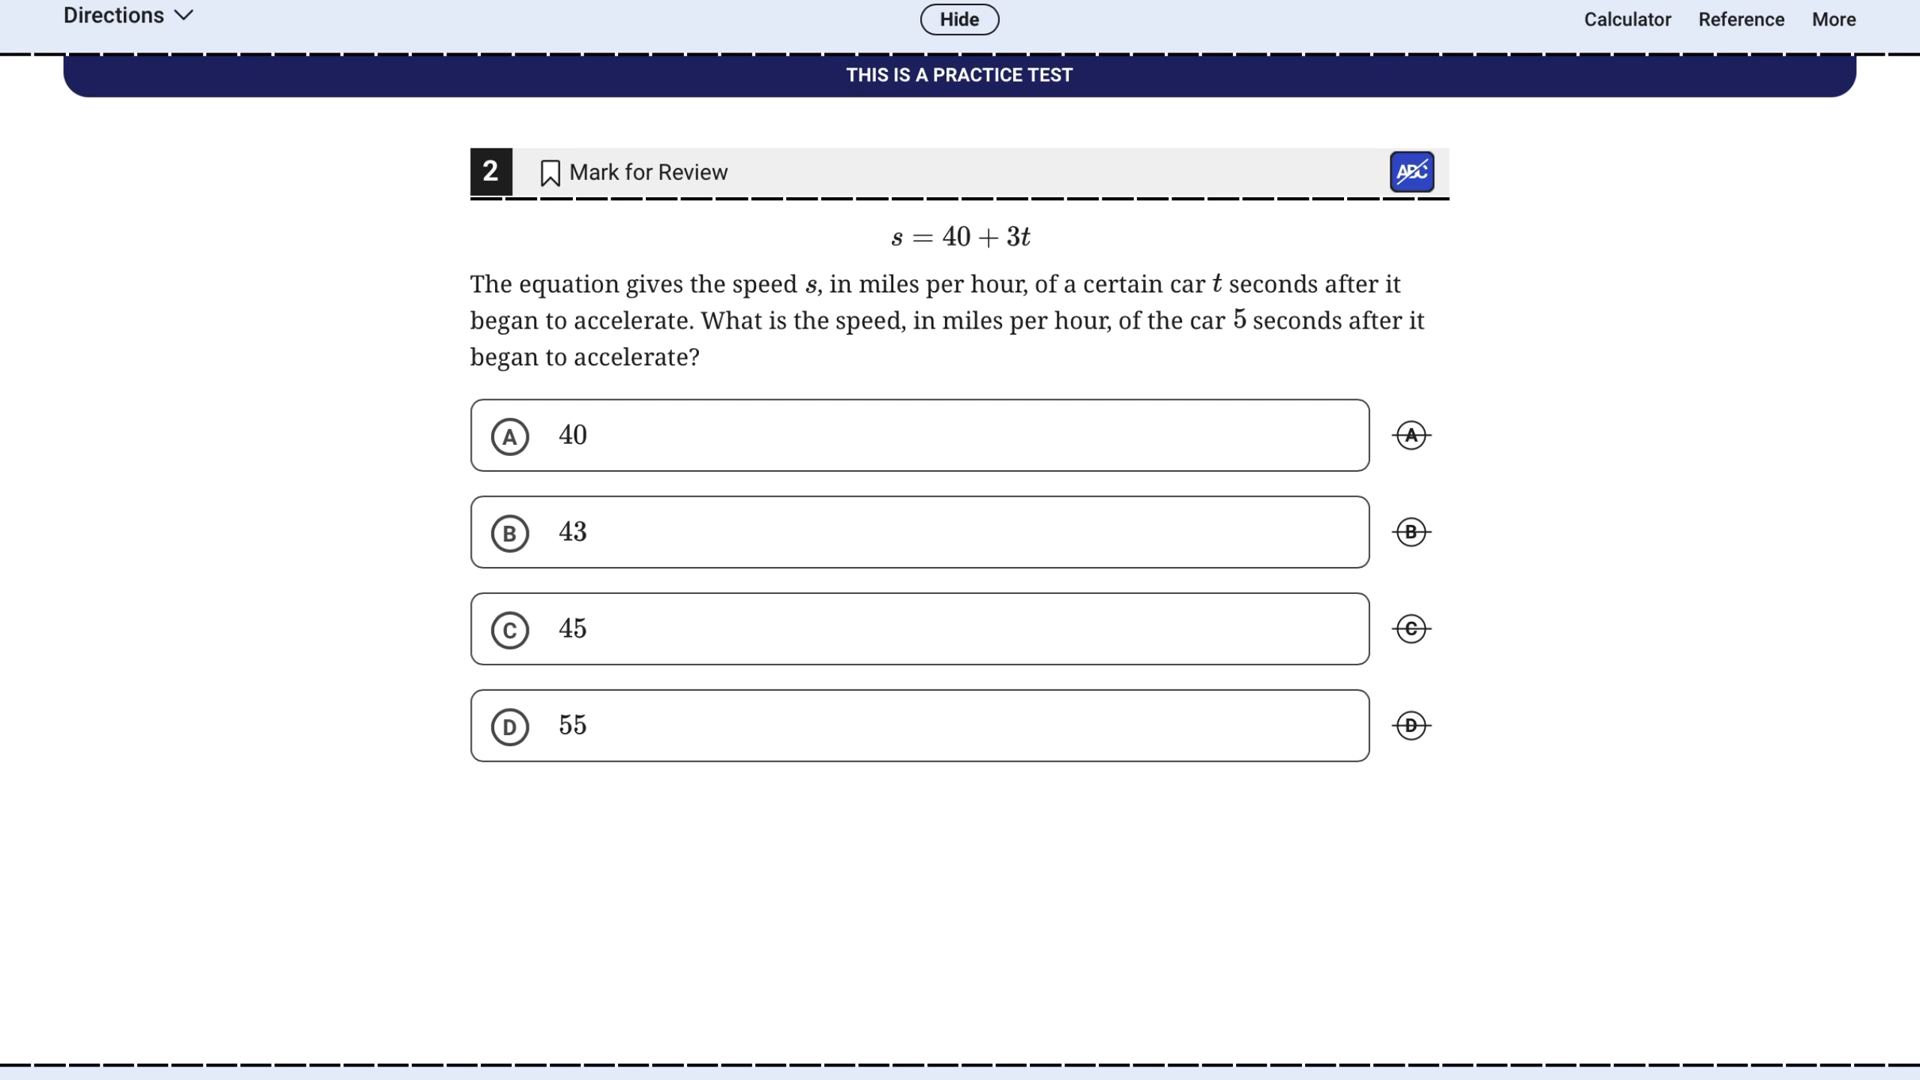 Directions
Hide
Calculator Reference More
THIS IS A PRACTICE TEST
2 Mark for Review ABC
s = 40 + 3t
The equation gives the speed s, in miles per hour, of a certain car t seconds after it
began to accelerate. What is the speed, in miles per hour, of the car 5 seconds after it
began to accelerate?
A 40 A
B 43 B
C 45 C
D 55 D